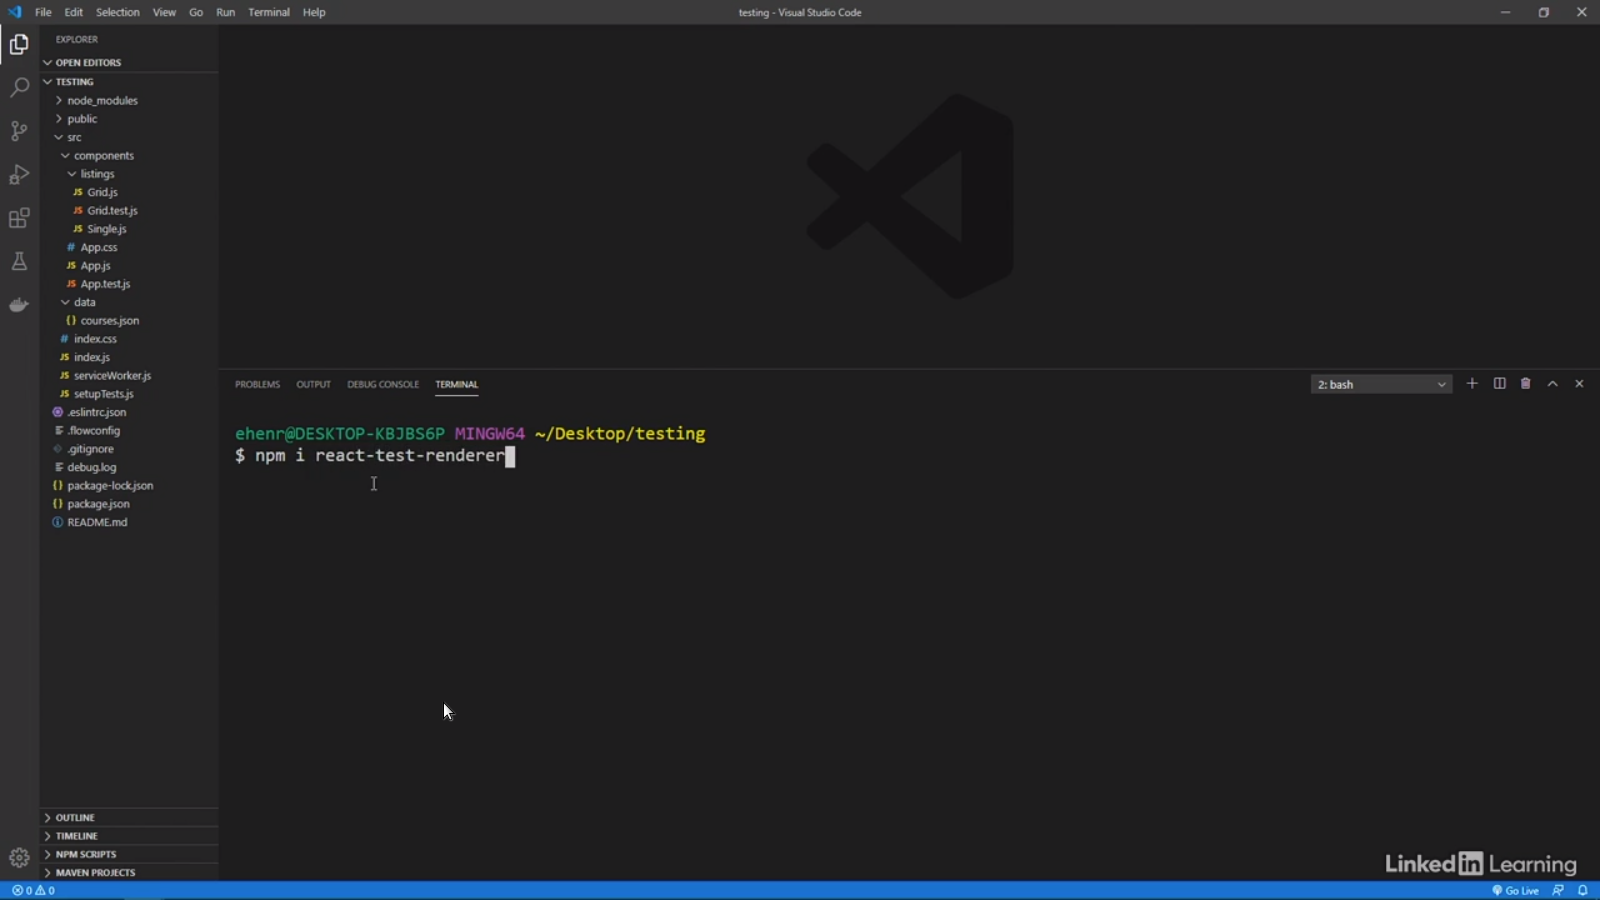 File Edit Selection View Go Run Terminal Help
testing - Visual Studio Code
EXPLORER
OPEN EDITORS
TESTING
node_modules
public
src
components
listings
JS Grid.js
JS Grid.test.js
JS Single.js
# App.css
JS App.js
JS App.test.js
data
{} courses.json
# index.css
JS index.js
JS serviceWorker.js
JS setupTests.js
.eslintrc.json
.flowconfig
.gitignore
debug.log
{} package-lock.json
{} package.json
README.md
OUTLINE
TIMELINE
NPM SCRIPTS
MAVEN PROJECTS
PROBLEMS OUTPUT DEBUG CONSOLE TERMINAL
2: bash
ehenr@DESKTOP-KBJBS6P MINGW64 ~/Desktop/testing
$ npm i react-test-renderer
LinkedIn Learning
0 0
Go Live